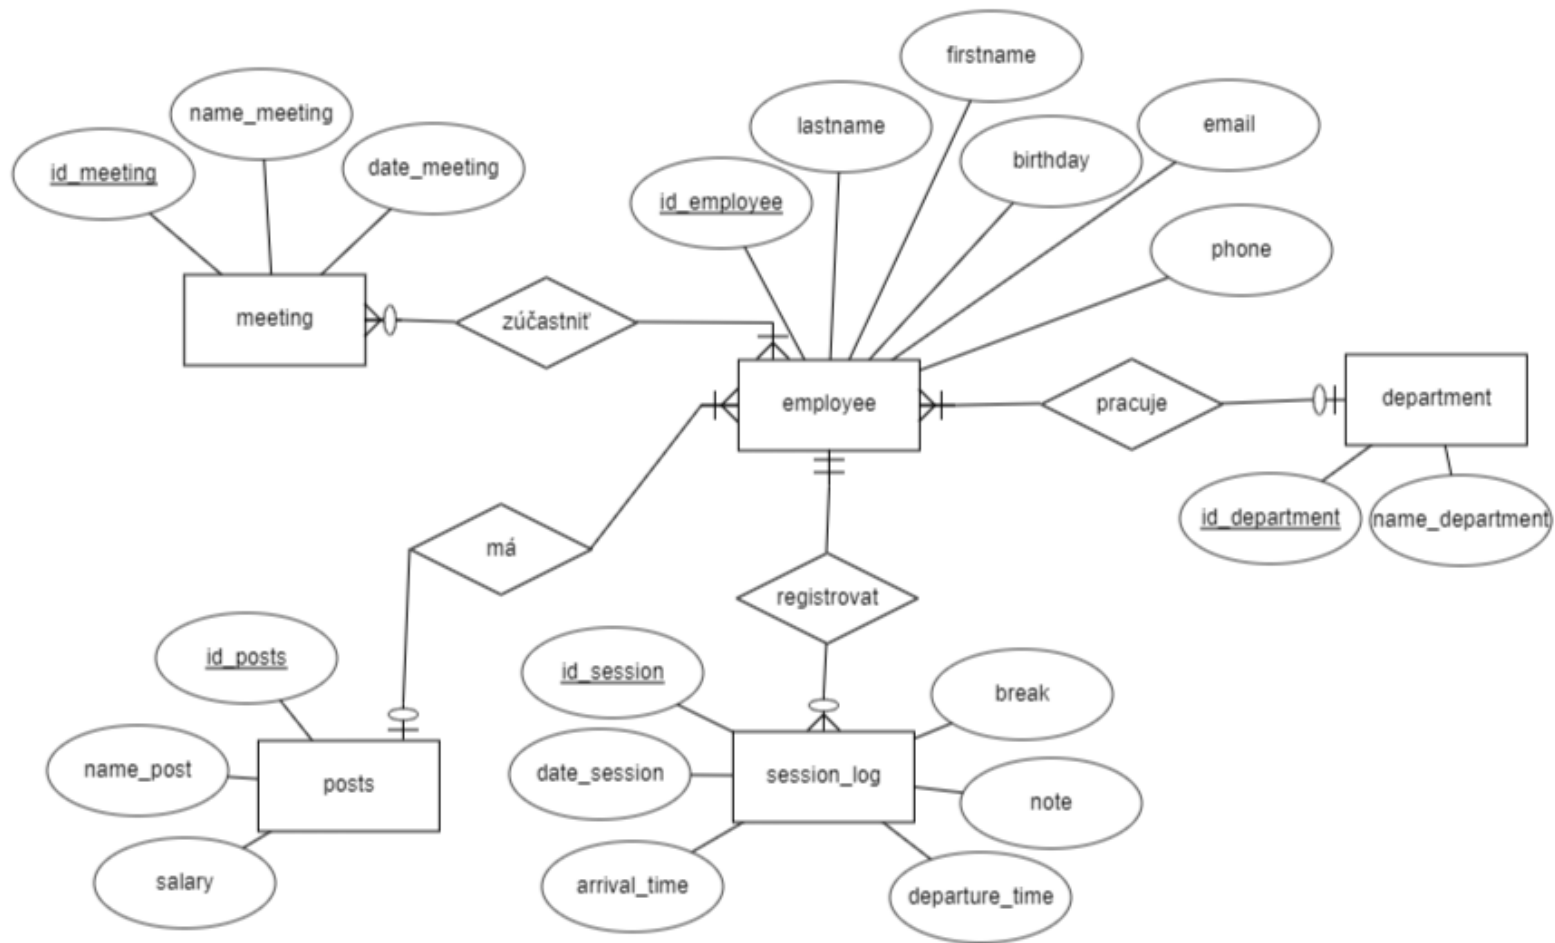 firstname
name_meeting
lastname
email
birthday
id_meeting
date_meeting
id_employee
phone
meeting
zúčastniť
employee
pracuje
department
id_department
name_department
má
registrovat
id_posts
id_session
break
name_post
posts
date_session
session_log
note
salary
arrival_time
departure_time